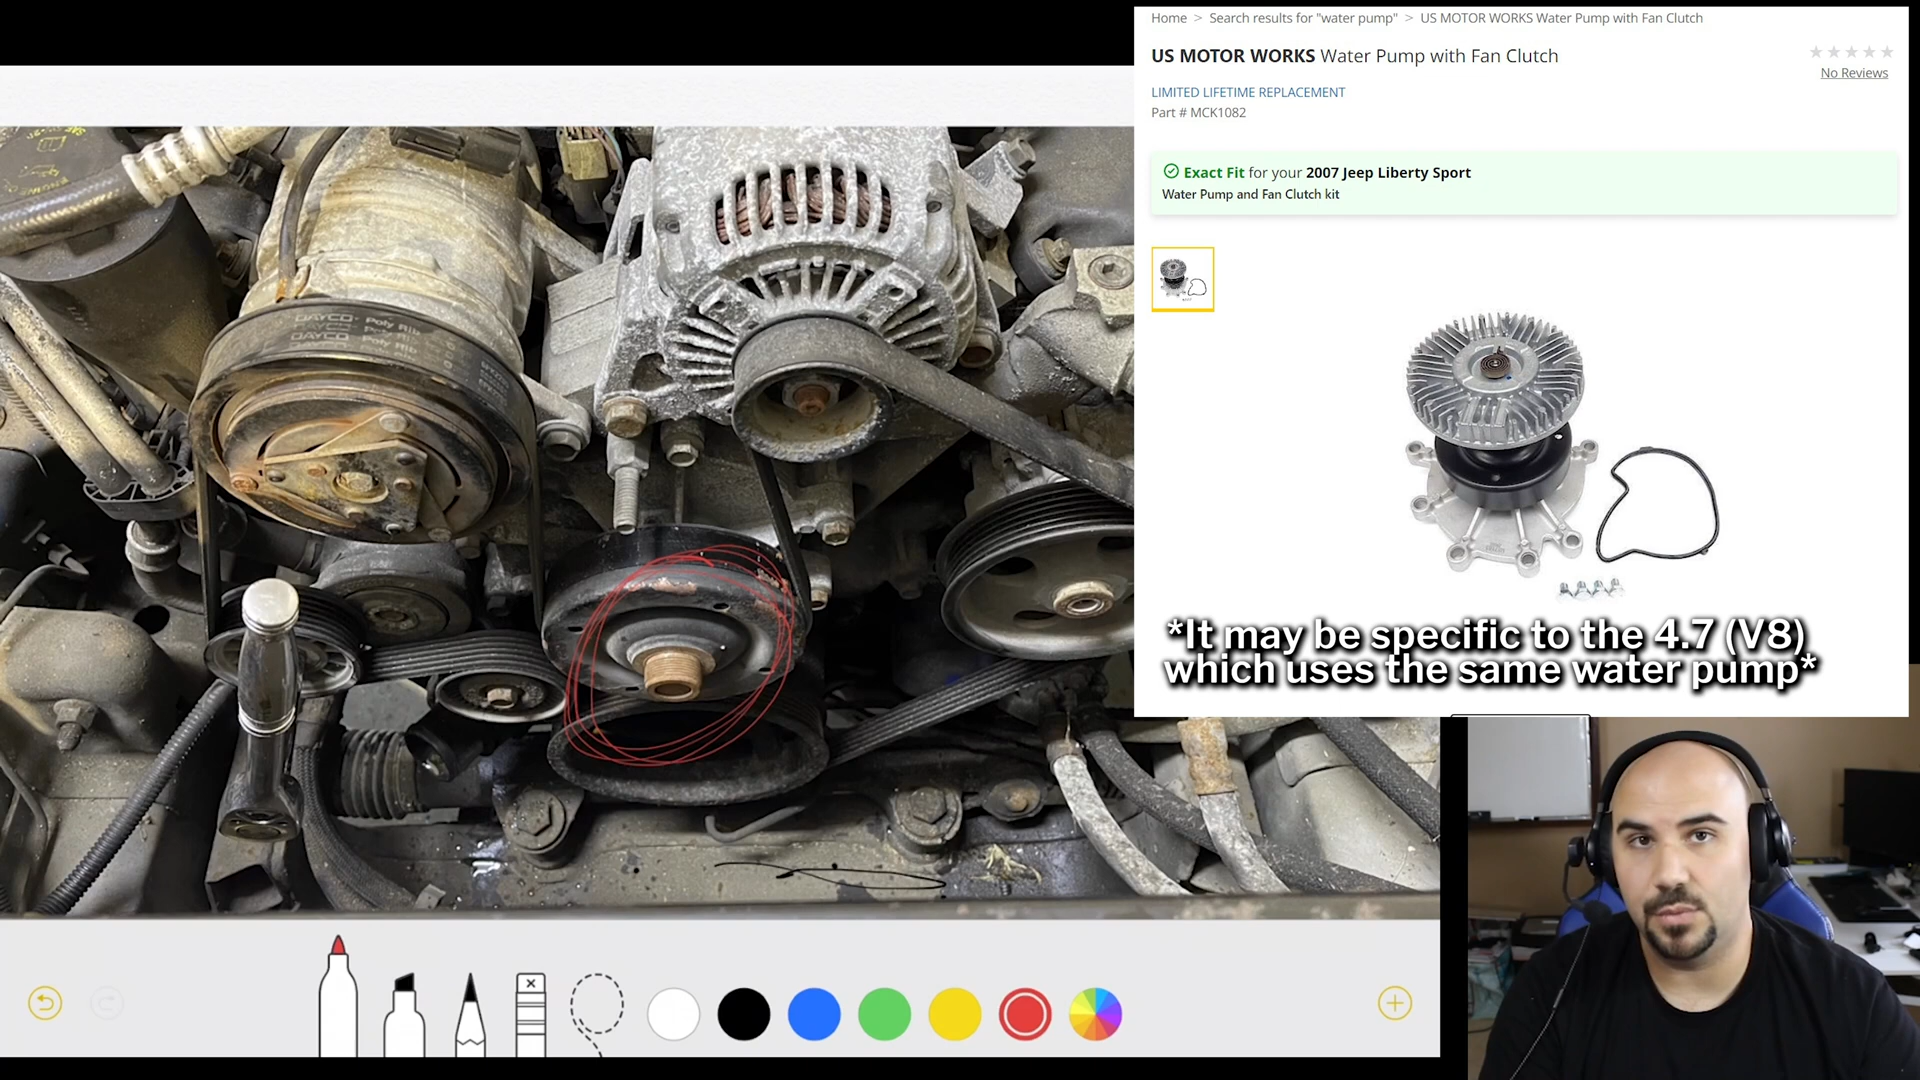 Home > Search results for "water pump" > US MOTOR WORKS Water Pump with Fan Clutch
US MOTOR WORKS Water Pump with Fan Clutch
No Reviews
LIMITED LIFETIME REPLACEMENT
Part # MCK1082
Exact Fit for your 2007 Jeep Liberty Sport
Water Pump and Fan Clutch kit
DAYCO Poly Rib
DAYCO Poly Rib
*It may be specific to the 4.7 (V8)
which uses the same water pump*